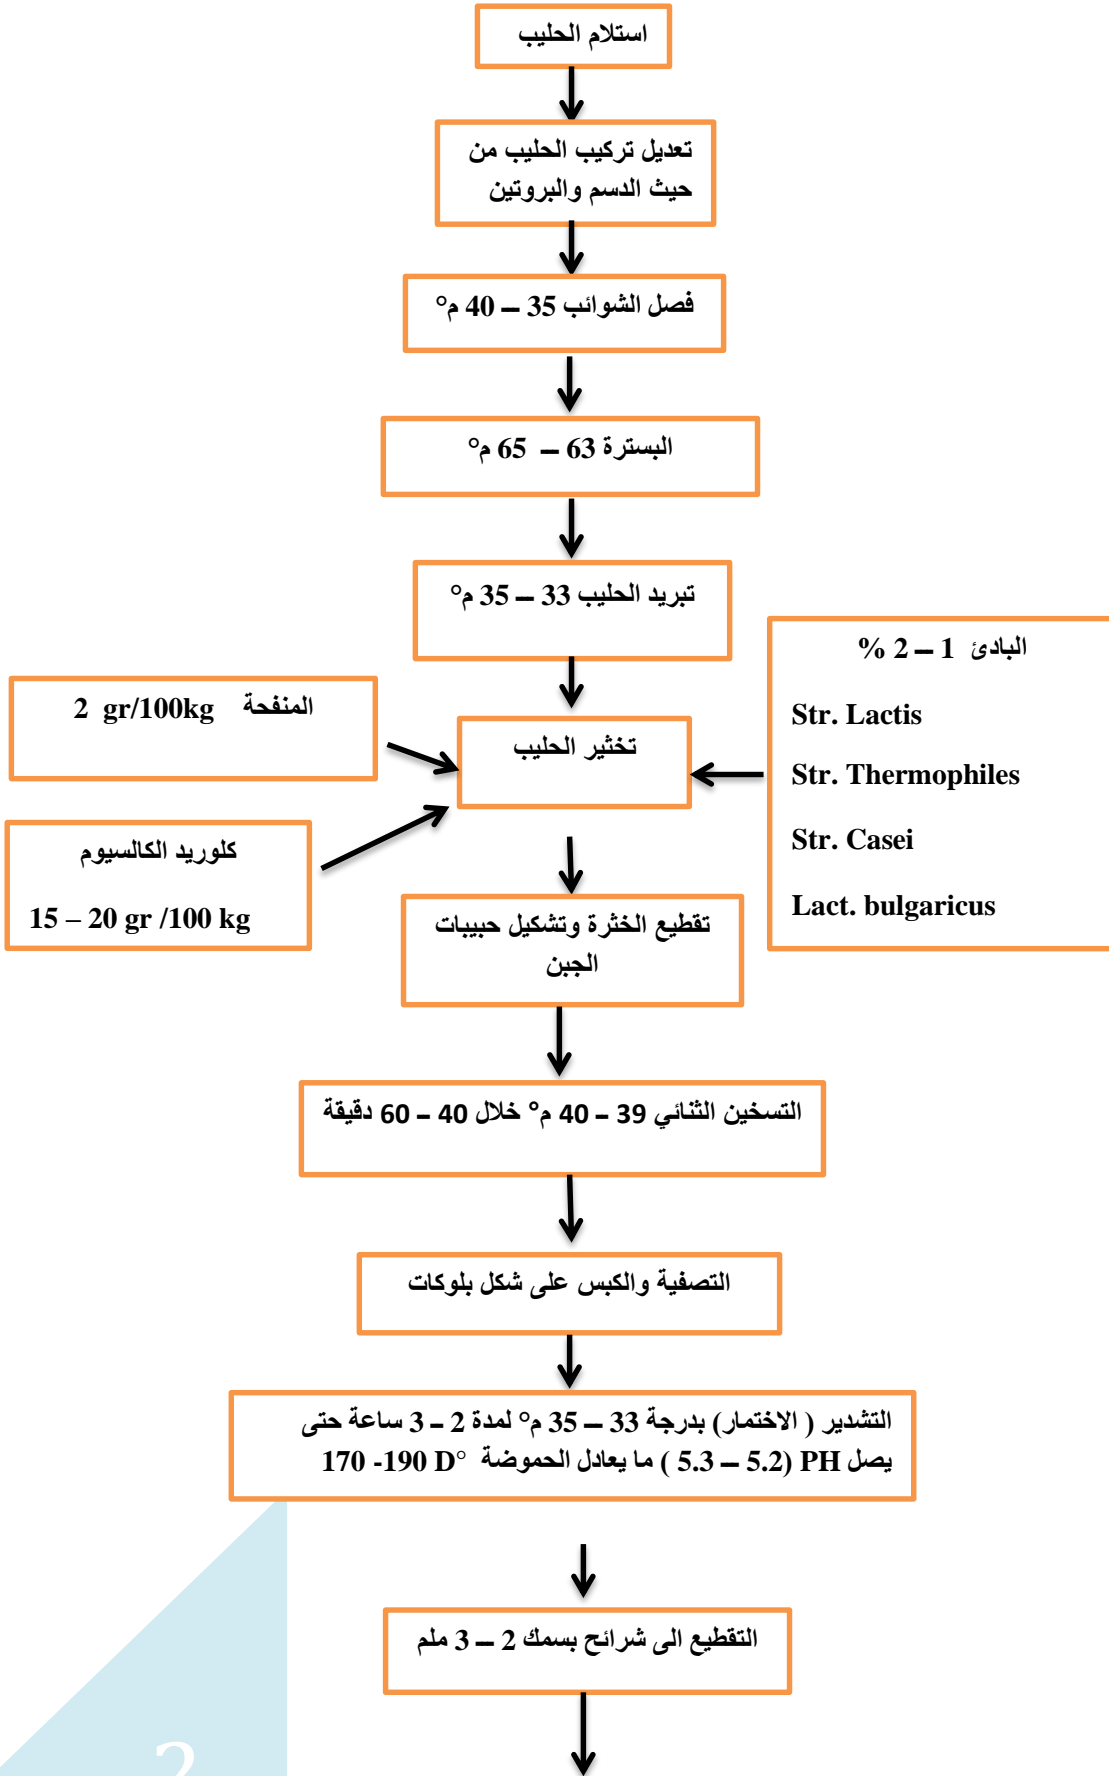 استلام الحليب
تعديل تركيب الحليب من
حيث الدسم والبروتين
فصل الشوائب 35 – 40 م°
البسترة 63 – 65 م°
تبريد الحليب 33 – 35 م°
البادئ 1 – 2 %
Str. Lactis
Str. Thermophiles
Str. Casei
Lact. bulgaricus
المنفحة 2 gr/100kg
تخثير الحليب
كلوريد الكالسيوم
15 – 20 gr /100 kg
تقطيع الخثرة وتشكيل حبيبات
الجبن
التسخين الثنائي 39 – 40 م° خلال 40 – 60 دقيقة
التصفية والكبس على شكل بلوكات
التشدير ( الاختمار) بدرجة 33 – 35 م° لمدة 2 – 3 ساعة حتى
يصل PH (5.2 – 5.3 ) ما يعادل الحموضة 170 -190 D°
التقطيع الى شرائح بسمك 2 – 3 ملم
2